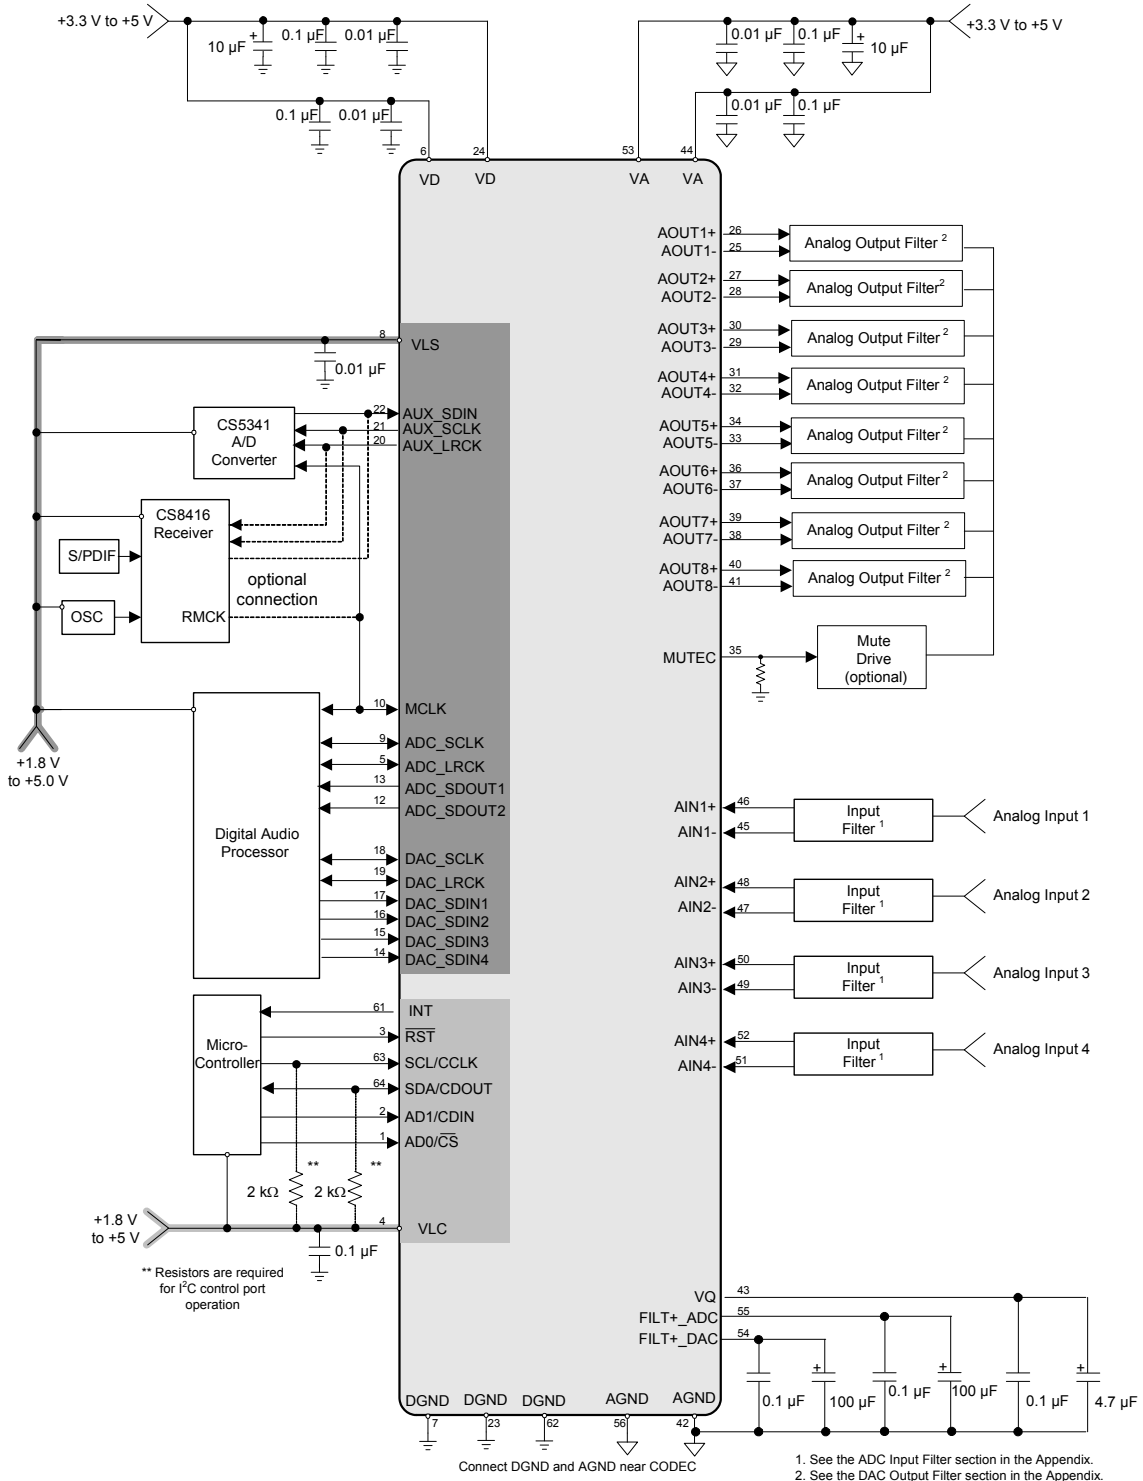 +3.3 V to +5 V
10 µF
+
0.1 µF
0.01 µF
0.1 µF
0.01 µF
0.01 µF
0.1 µF
+
10 µF
+3.3 V to +5 V
0.01 µF
0.1 µF
6
24
53
44
VD
VD
VA
VA
AOUT1+
26
AOUT1-
25
Analog Output Filter 2
AOUT2+
27
AOUT2-
28
Analog Output Filter2
AOUT3+
30
AOUT3-
29
Analog Output Filter 2
AOUT4+
31
AOUT4-
32
Analog Output Filter 2
AOUT5+
34
AOUT5-
33
Analog Output Filter 2
AOUT6+
36
AOUT6-
37
Analog Output Filter 2
AOUT7+
39
AOUT7-
38
Analog Output Filter 2
AOUT8+
40
AOUT8-
41
Analog Output Filter 2
MUTEC
35
Mute
Drive
(optional)
8
VLS
0.01 µF
CS5341
A/D
Converter
22
AUX_SDIN
21
AUX_SCLK
20
AUX_LRCK
CS8416
Receiver
S/PDIF
OSC
RMCK
optional
connection
+1.8 V
to +5.0 V
Digital Audio
Processor
10
MCLK
9
ADC_SCLK
5
ADC_LRCK
13
ADC_SDOUT1
12
ADC_SDOUT2
18
DAC_SCLK
19
DAC_LRCK
17
DAC_SDIN1
16
DAC_SDIN2
15
DAC_SDIN3
14
DAC_SDIN4
AIN1+
46
AIN1-
45
Input
Filter 1
Analog Input 1
AIN2+
48
AIN2-
47
Input
Filter 1
Analog Input 2
AIN3+
50
AIN3-
49
Input
Filter 1
Analog Input 3
AIN4+
52
AIN4-
51
Input
Filter 1
Analog Input 4
Micro-
Controller
61
INT
3
RST
63
SCL/CCLK
64
SDA/CDOUT
2
AD1/CDIN
1
AD0/CS
**
**
2 kΩ
2 kΩ
+1.8 V
to +5 V
4
VLC
0.1 µF
** Resistors are required
for I2C control port
operation
VQ
43
FILT+_ADC
55
FILT+_DAC
54
0.1 µF
+
100 µF
0.1 µF
+
100 µF
0.1 µF
+
4.7 µF
DGND
DGND
DGND
AGND
AGND
7
23
62
56
42
Connect DGND and AGND near CODEC
1. See the ADC Input Filter section in the Appendix.
2. See the DAC Output Filter section in the Appendix.